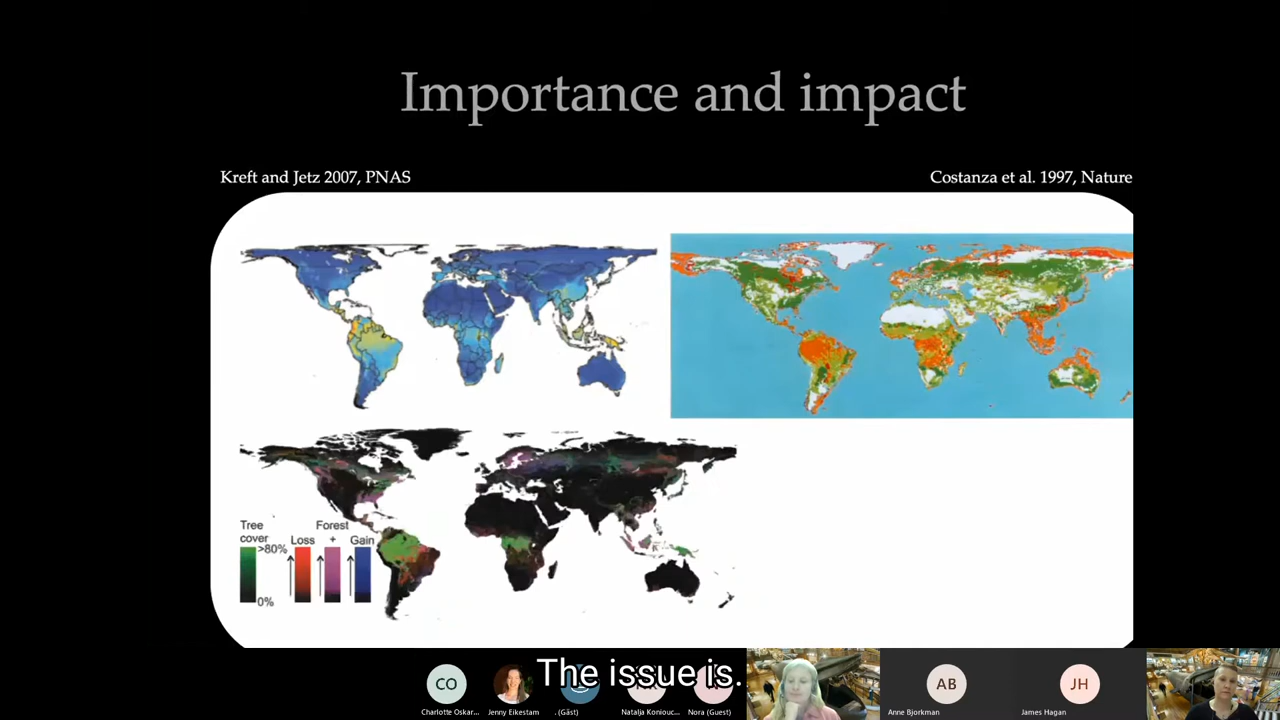 Importance and impact
Kreft and Jetz 2007, PNAS
Costanza et al. 1997, Nature
Tree
cover
>80%
0%
Loss
Forest
+
Gain
The issue is.
CO
AB
JH
Charlotte Oskar...
Jenny Eikestam
. (Gäst)
Natalja Koniouc...
Nora (Guest)
Anne Bjorkman
James Hagan